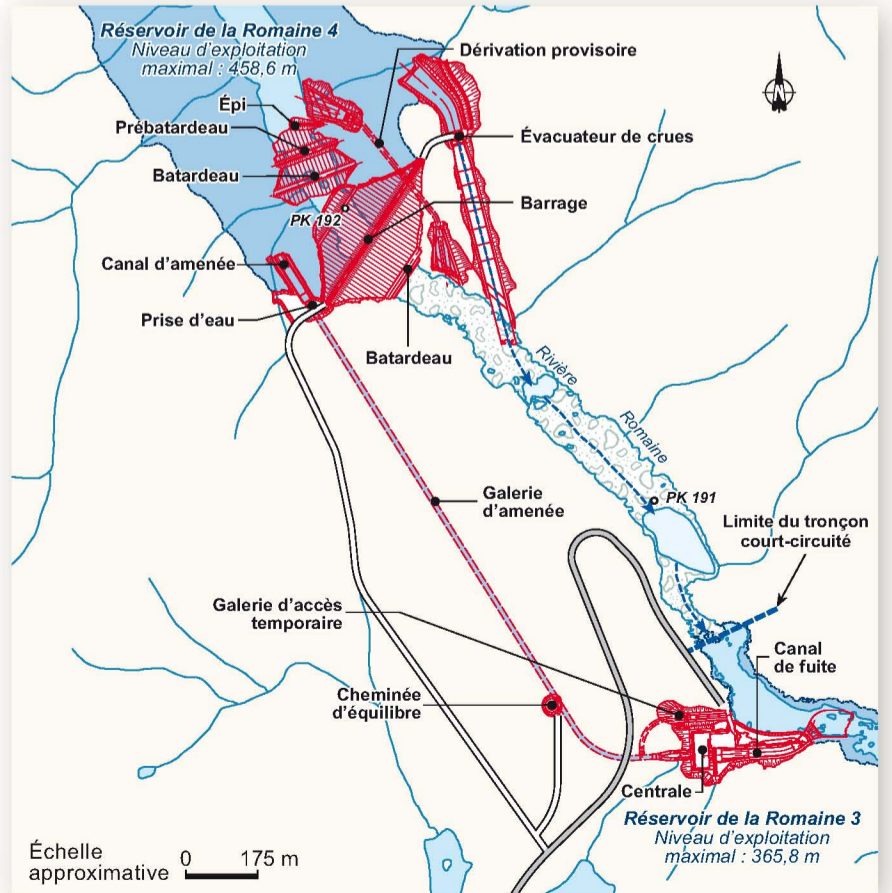 Réservoir de la Romaine 4
Niveau d'exploitation
maximal : 458,6 m
Dérivation provisoire
Épi
Prébatardeau
Évacuateur de crues
Batardeau
Barrage
PK 192
Canal d'amenée
Prise d'eau
Batardeau
Rivière
Romaine
Galerie
d'amenée
PK 191
Limite du tronçon
court-circuité
Galerie d'accès
temporaire
Canal
de fuite
Cheminée
d'équilibre
Centrale
Réservoir de la Romaine 3
Niveau d'exploitation
maximal : 365,8 m
Échelle
approximative 0 175 m